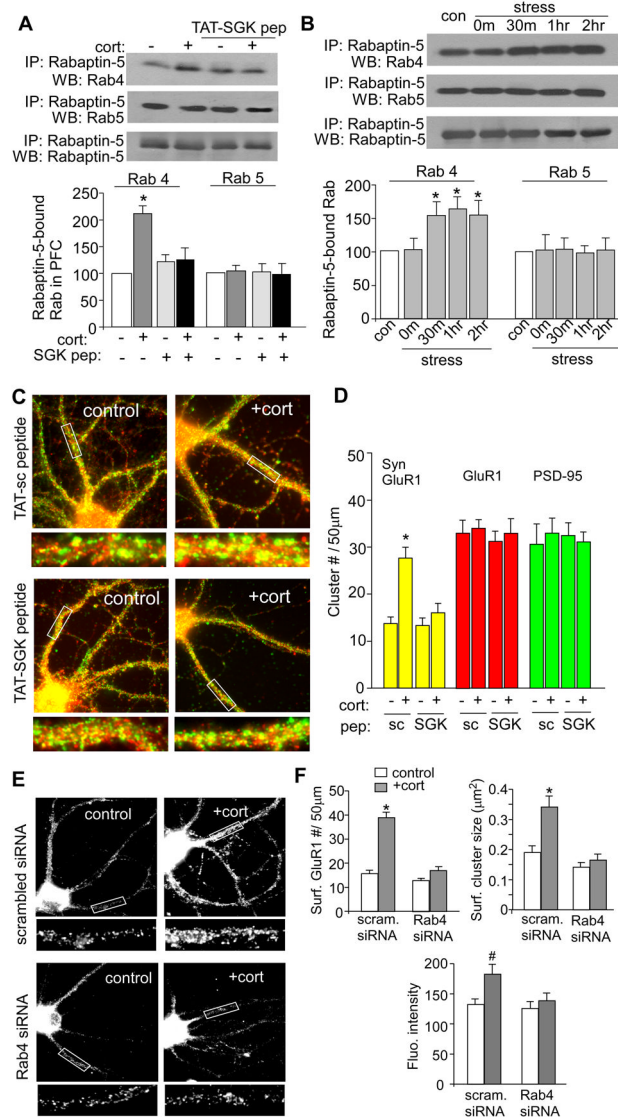 A
TAT-SGK pep
cort: - + - +
IP: Rabaptin-5
WB: Rab4
IP: Rabaptin-5
WB: Rab5
IP: Rabaptin-5
WB: Rabaptin-5
Rab 4 Rab 5
Rabaptin-5-bound
Rab in PFC
250
200
150
100
50
0
*
cort: - + - + - + - +
SGK pep: - - + + - - + +
B
con stress
0m 30m 1hr 2hr
IP: Rabaptin-5
WB: Rab4
IP: Rabaptin-5
WB: Rab5
IP: Rabaptin-5
WB: Rabaptin-5
Rab 4 Rab 5
Rabaptin-5-bound Rab
200
150
100
50
0
* * *
con 0m 30m 1hr 2hr con 0m 30m 1hr 2hr
stress stress
C
TAT-sc peptide
control +cort
TAT-SGK peptide
control +cort
D
Syn
GluR1 GluR1 PSD-95
Cluster # / 50µm
50
40
30
20
10
0
*
cort: - + - + - + - + - + - +
pep: sc SGK sc SGK sc SGK
E
scrambled siRNA
control +cort
Rab4 siRNA
control +cort
F
control
+cort
Surf. GluR1 #/ 50µm
50
40
30
20
10
0
*
scram.
siRNA
Rab4
siRNA
Surf. cluster size (µm2)
0.4
0.3
0.2
0.1
0
*
scram.
siRNA
Rab4
siRNA
Fluo. intensity
200
150
100
50
0
#
scram.
siRNA
Rab4
siRNA